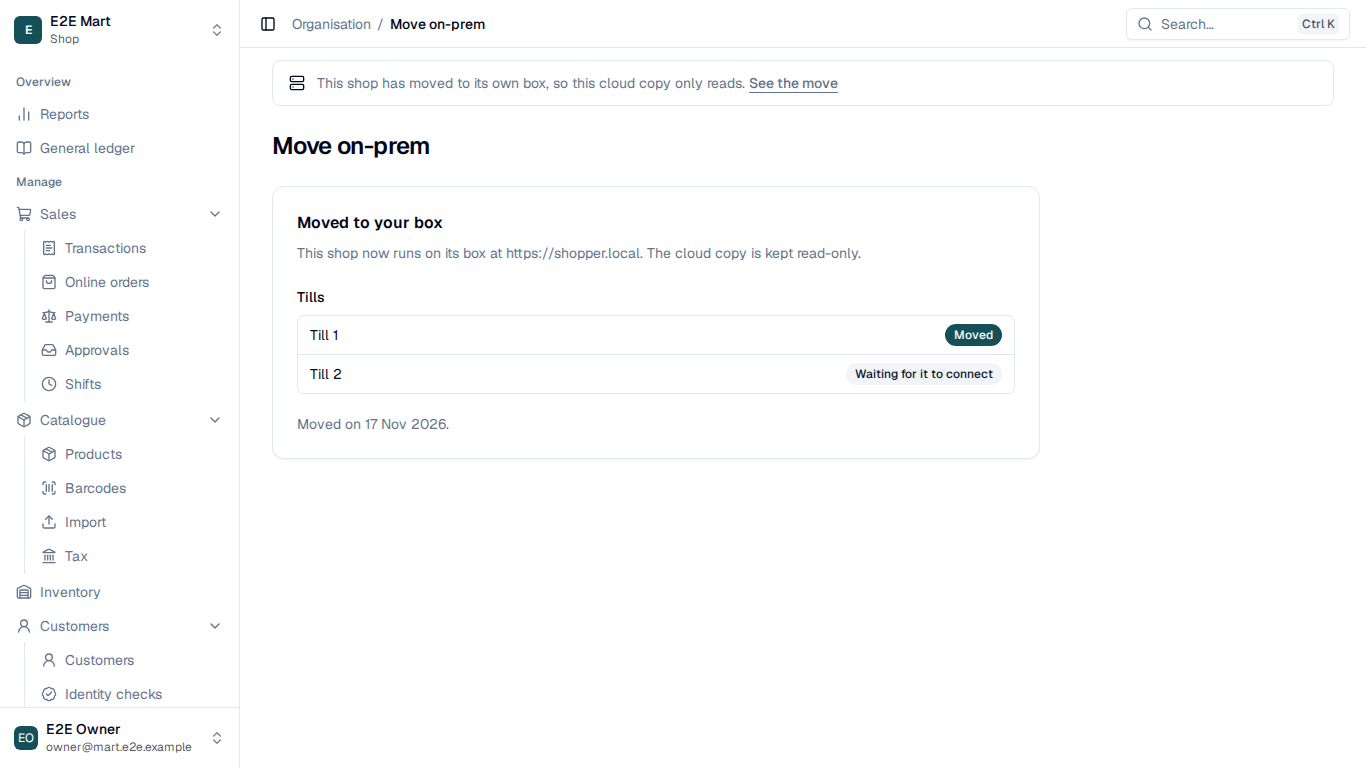 E
E2E Mart
Shop
Organisation / Move on-prem
Search...
Ctrl K
Overview
Reports
General ledger
Manage
Sales
Transactions
Online orders
Payments
Approvals
Shifts
Catalogue
Products
Barcodes
Import
Tax
Inventory
Customers
Customers
Identity checks
EO
E2E Owner
owner@mart.e2e.example
This shop has moved to its own box, so this cloud copy only reads. See the move
Move on-prem
Moved to your box
This shop now runs on its box at https://shopper.local. The cloud copy is kept read-only.
Tills
Till 1 Moved
Till 2 Waiting for it to connect
Moved on 17 Nov 2026.